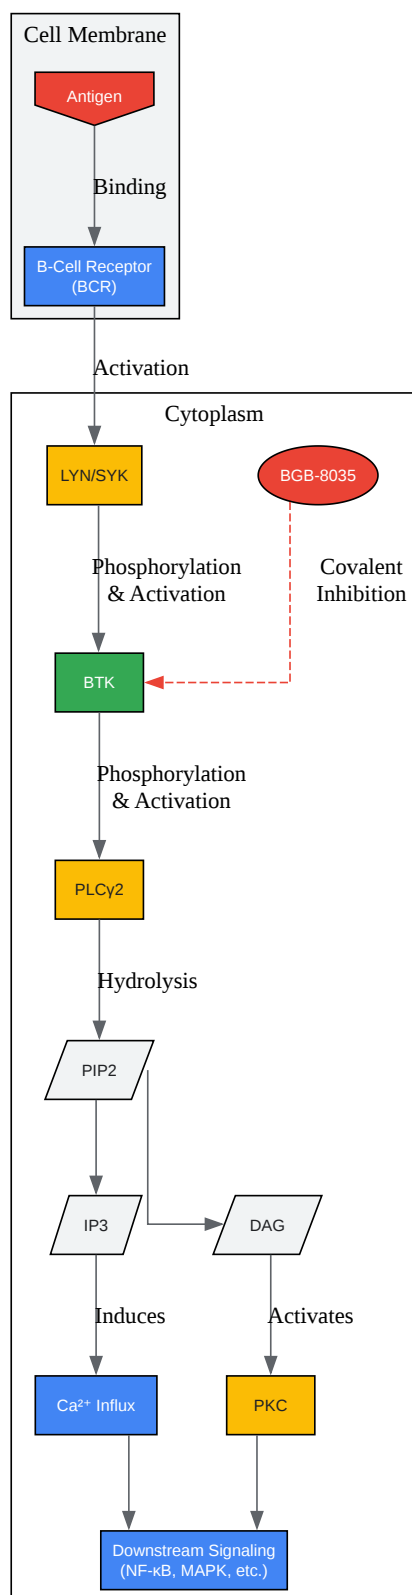 Cell Membrane
Antigen
Binding
B-Cell Receptor
(BCR)
Activation
Cytoplasm
LYN/SYK
BGB-8035
Phosphorylation
& Activation
Covalent
Inhibition
BTK
Phosphorylation
& Activation
PLCγ2
Hydrolysis
PIP2
IP3
DAG
Induces
Activates
Ca²⁺ Influx
PKC
Downstream Signaling
(NF-κB, MAPK, etc.)